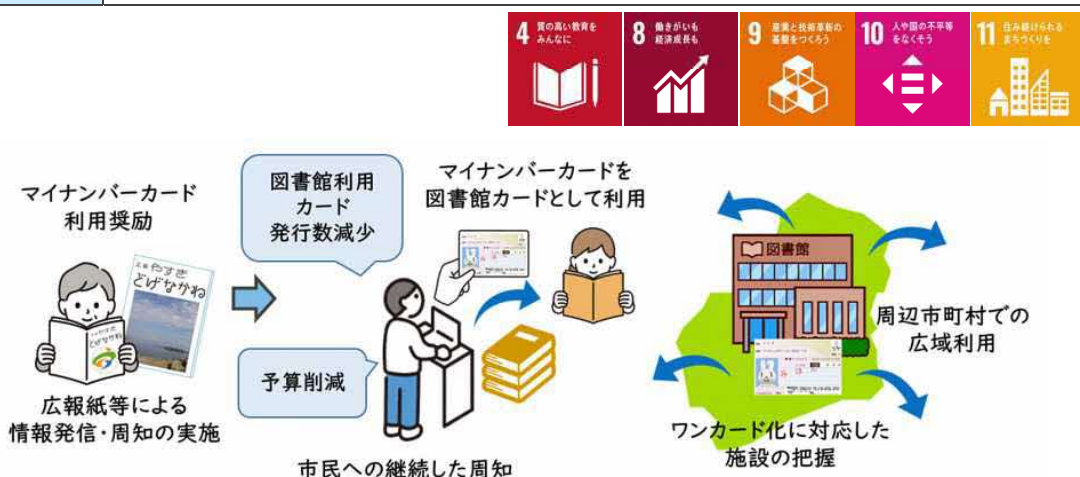 4 質の高い教育を
みんなに
8 働きがいも
経済成長も
9 産業と技術革新の
基盤をつくろう
10 人や国の不平等
をなくそう
11 住み続けられる
まちづくりを
マイナンバーカード
利用奨励
やすぎ
どげなかね
どげなかね
広報紙等による
情報発信・周知の実施
図書館利用
カード
発行数減少
予算削減
市民への継続した周知
マイナンバーカードを
図書館カードとして利用
図書館
周辺市町村での
広域利用
ワンカード化に対応した
施設の把握